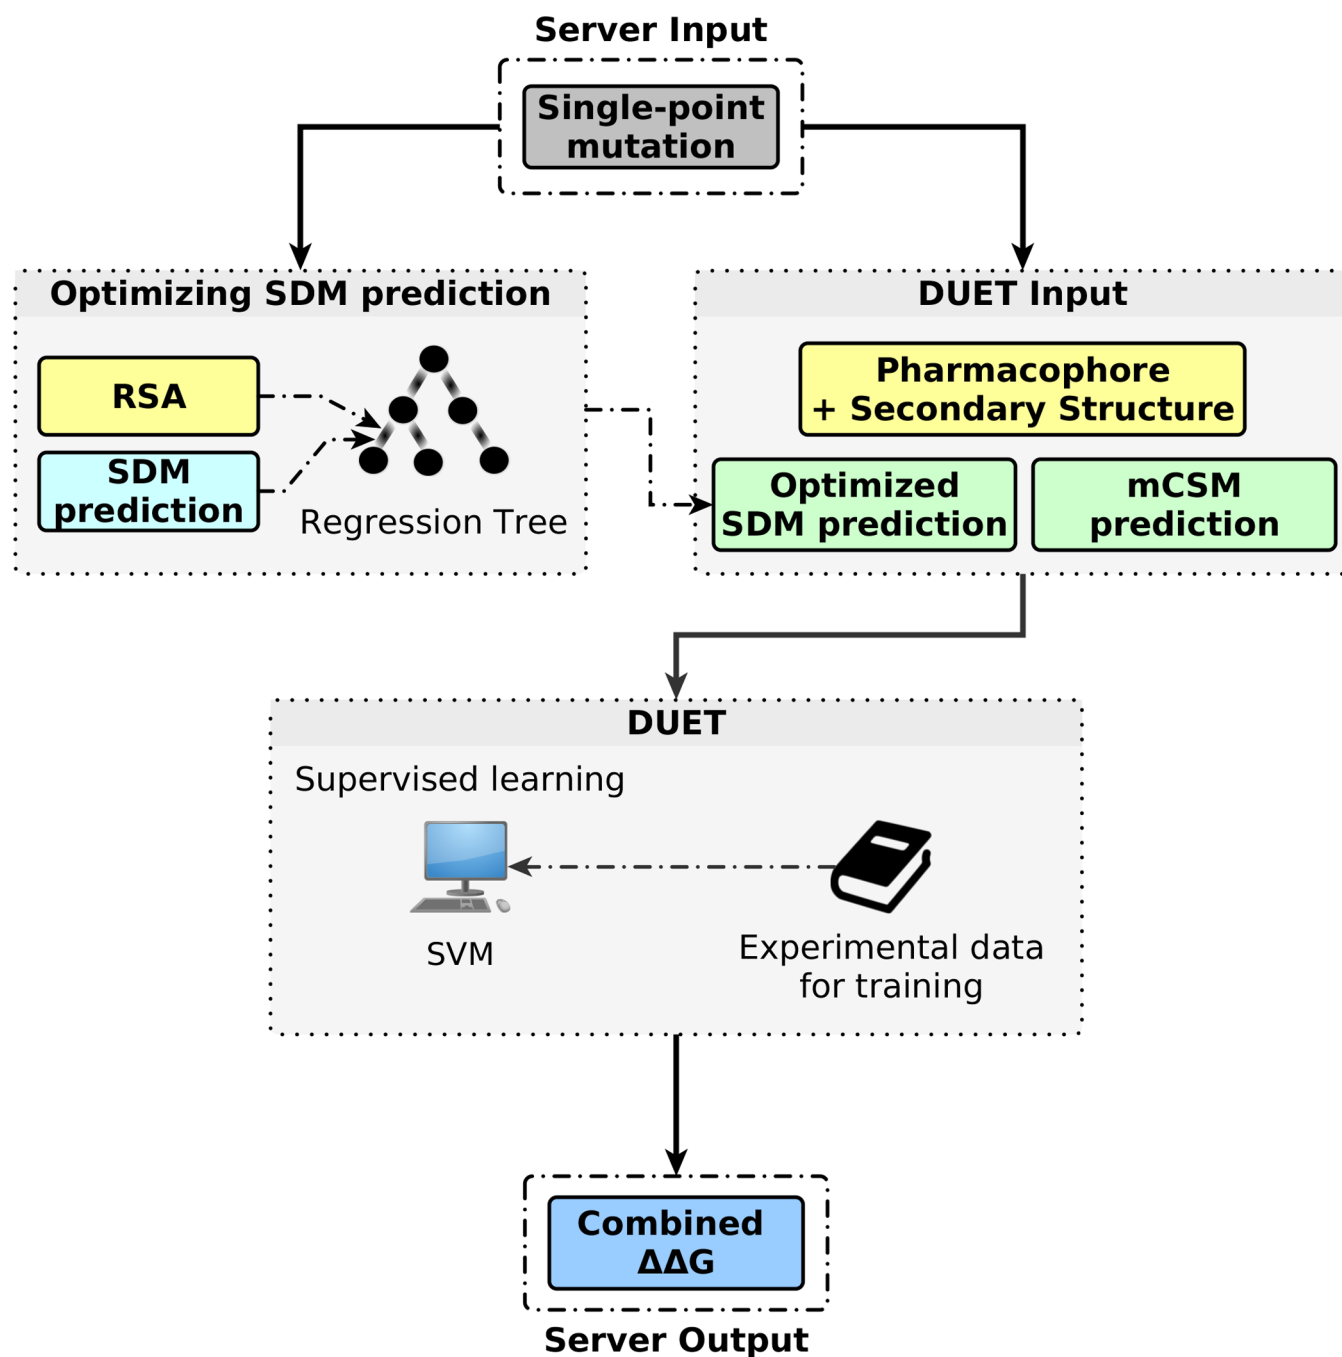 Server Input
Single-point
mutation
Optimizing SDM prediction
RSA
SDM
prediction
Regression Tree
DUET Input
Pharmacophore
+ Secondary Structure
Optimized
SDM prediction
mCSM
prediction
DUET
Supervised learning
SVM
Experimental data
for training
Combined
ΔΔG
Server Output